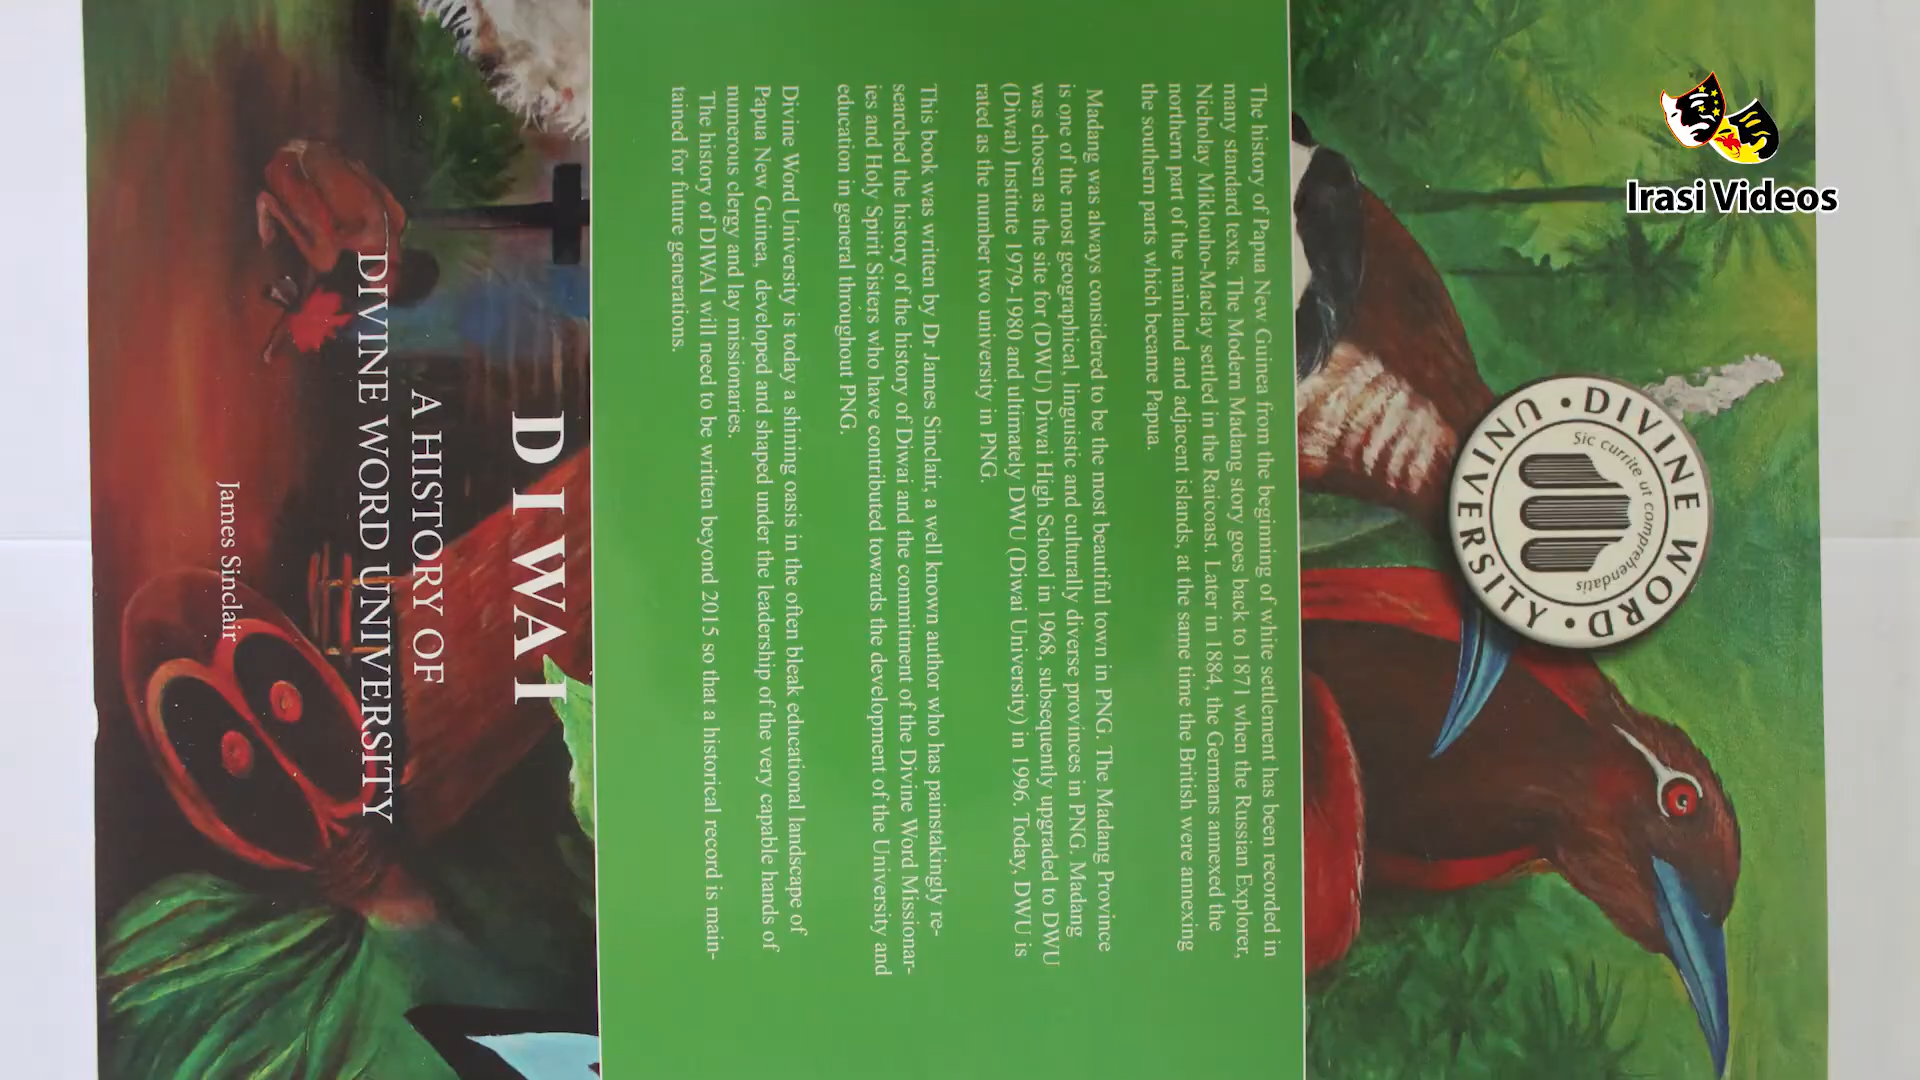 The history of Papua New Guinea from the beginning of white settlement has been recorded in
many standard texts. The Modern Madang story goes back to 1871 when the Russian Explorer,
Nicholay Miklouho-Maclay settled in the Raicoast. Later in 1884, the Germans annexed the
northern part of the mainland and adjacent islands, at the same time the British were annexing
the southern parts which became Papua.
Madang was always considered to be the most beautiful town in PNG. The Madang Province
is one of the most geographical, linguistic and culturally diverse provinces in PNG. Madang
was chosen as the site for (DWU) Diwai High School in 1968, subsequently upgraded to DWU
(Diwai) Institute 1979-1980 and ultimately DWU (Diwai University) in 1996. Today, DWU is
rated as the number two university in PNG.
This book was written by Dr James Sinclair, a well known author who has painstakingly re-
searched the history of the history of Diwai and the commitment of the Divine Word Missionar-
ies and Holy Spirit Sisters who have contributed towards the development of the University and
education in general throughout PNG.
Divine Word University is today a shining oasis in the often bleak educational landscape of
Papua New Guinea, developed and shaped under the leadership of the very capable hands of
numerous clergy and lay missionaries.
The history of DIWAI will need to be written beyond 2015 so that a historical record is main-
tained for future generations.
DIWAI
A HISTORY OF
DIVINE WORD UNIVERSITY
James Sinclair
• DIVINE WORD • UNIVERSITY
Sic currite ut comprehendatis
Irasi Videos